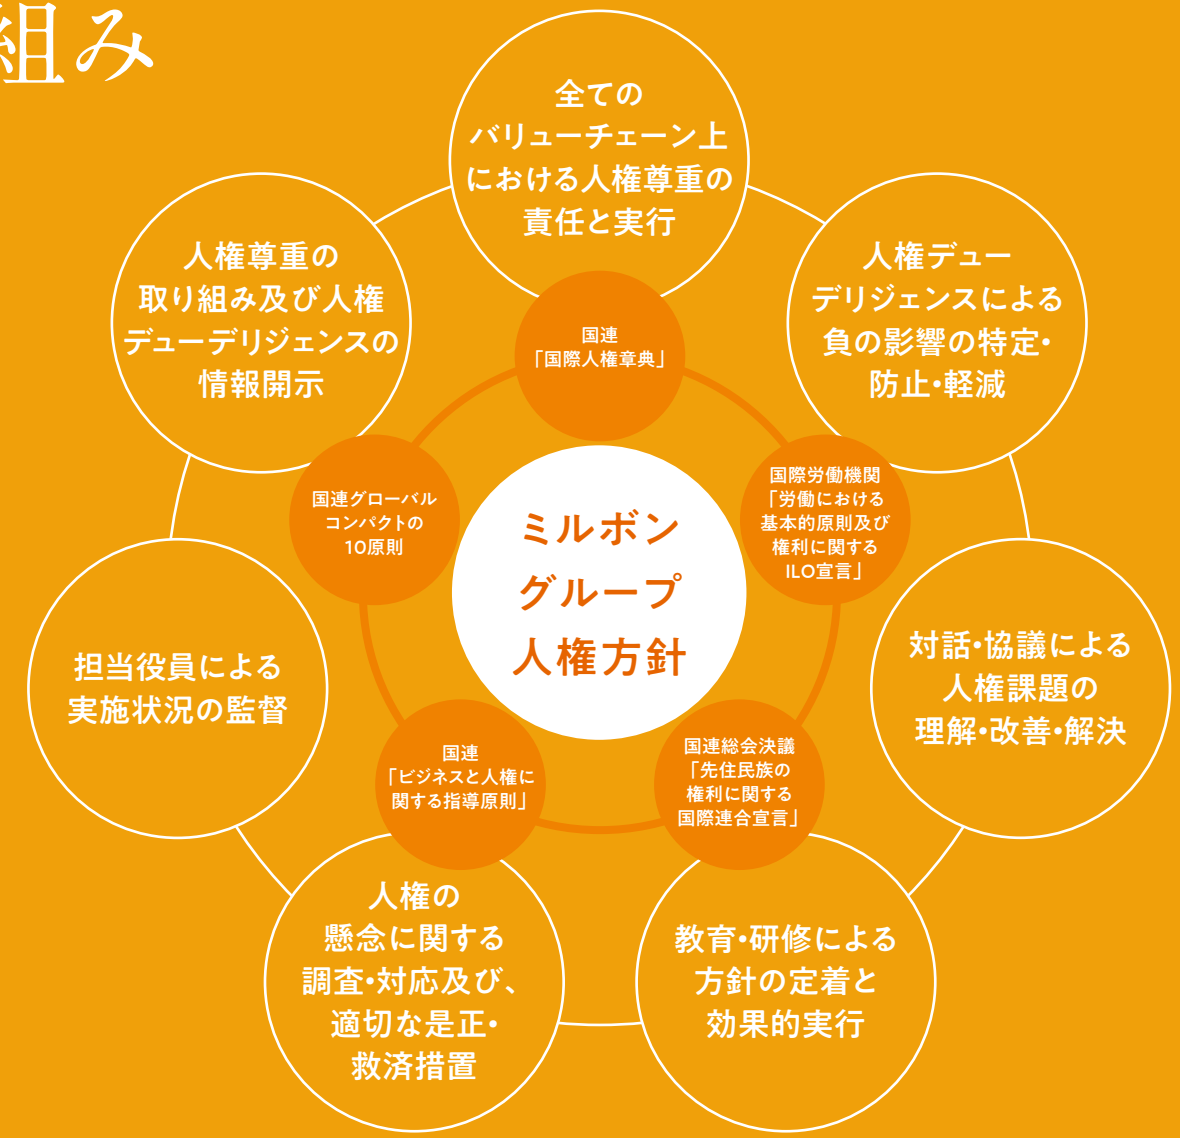 組み
全ての
バリューチェーン上
における人権尊重の
責任と実行
人権デュー
デリジェンスによる
負の影響の特定・
防止・軽減
対話・協議による
人権課題の
理解・改善・解決
教育・研修による
方針の定着と
効果的実行
人権の
懸念に関する
調査・対応及び、
適切な是正・
救済措置
担当役員による
実施状況の監督
人権尊重の
取り組み及び人権
デューデリジェンスの
情報開示
国連
「国際人権章典」
国際労働機関
「労働における
基本的原則及び
権利に関する
ILO宣言」
国連総会決議
「先住民族の
権利に関する
国際連合宣言」
国連
「ビジネスと人権に
関する指導原則」
国連グローバル
コンパクトの
10原則
ミルボン
グループ
人権方針